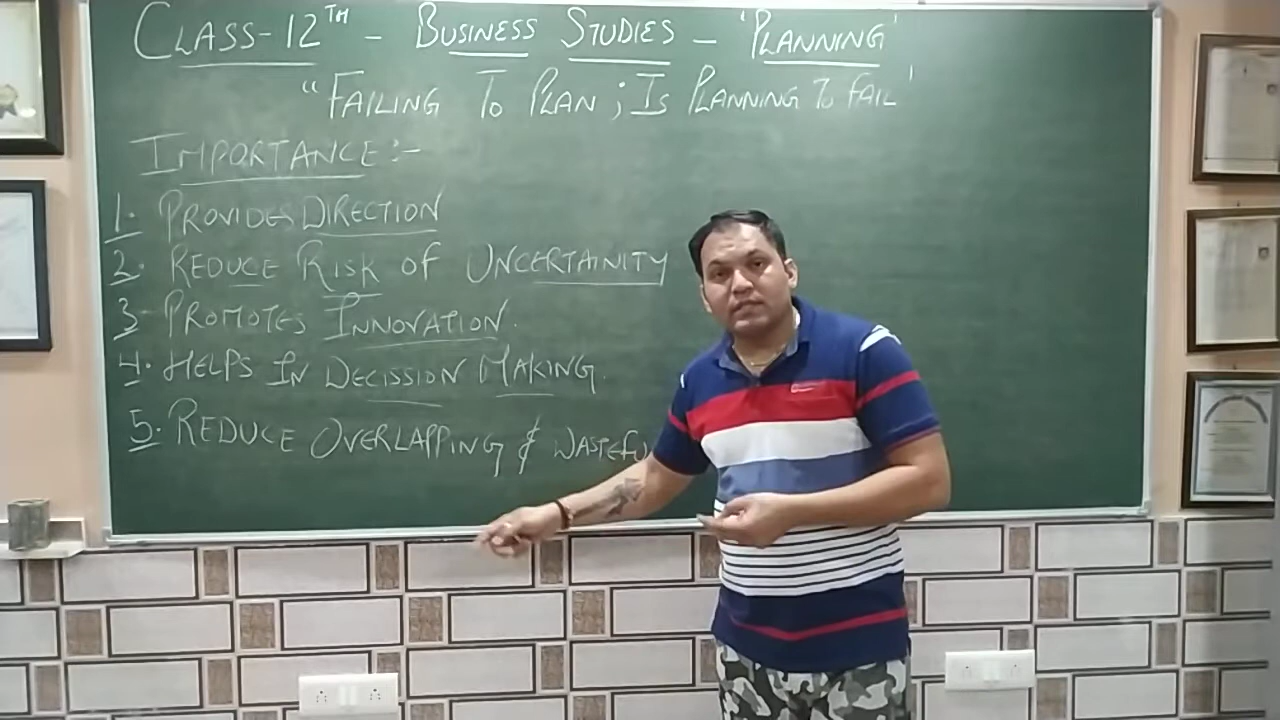 CLASS-12TH - BUSINESS STUDIES - 'PLANNING'
"FAILING TO PLAN ; IS PLANNING TO FAIL'
IMPORTANCE :-
1. PROVIDES DIRECTION
2. REDUCE RISK OF UNCERTAINITY
3- PROMOTES INNOVATION.
4. HELPS IN DECISSION MAKING.
5. REDUCE OVERLAPPING &